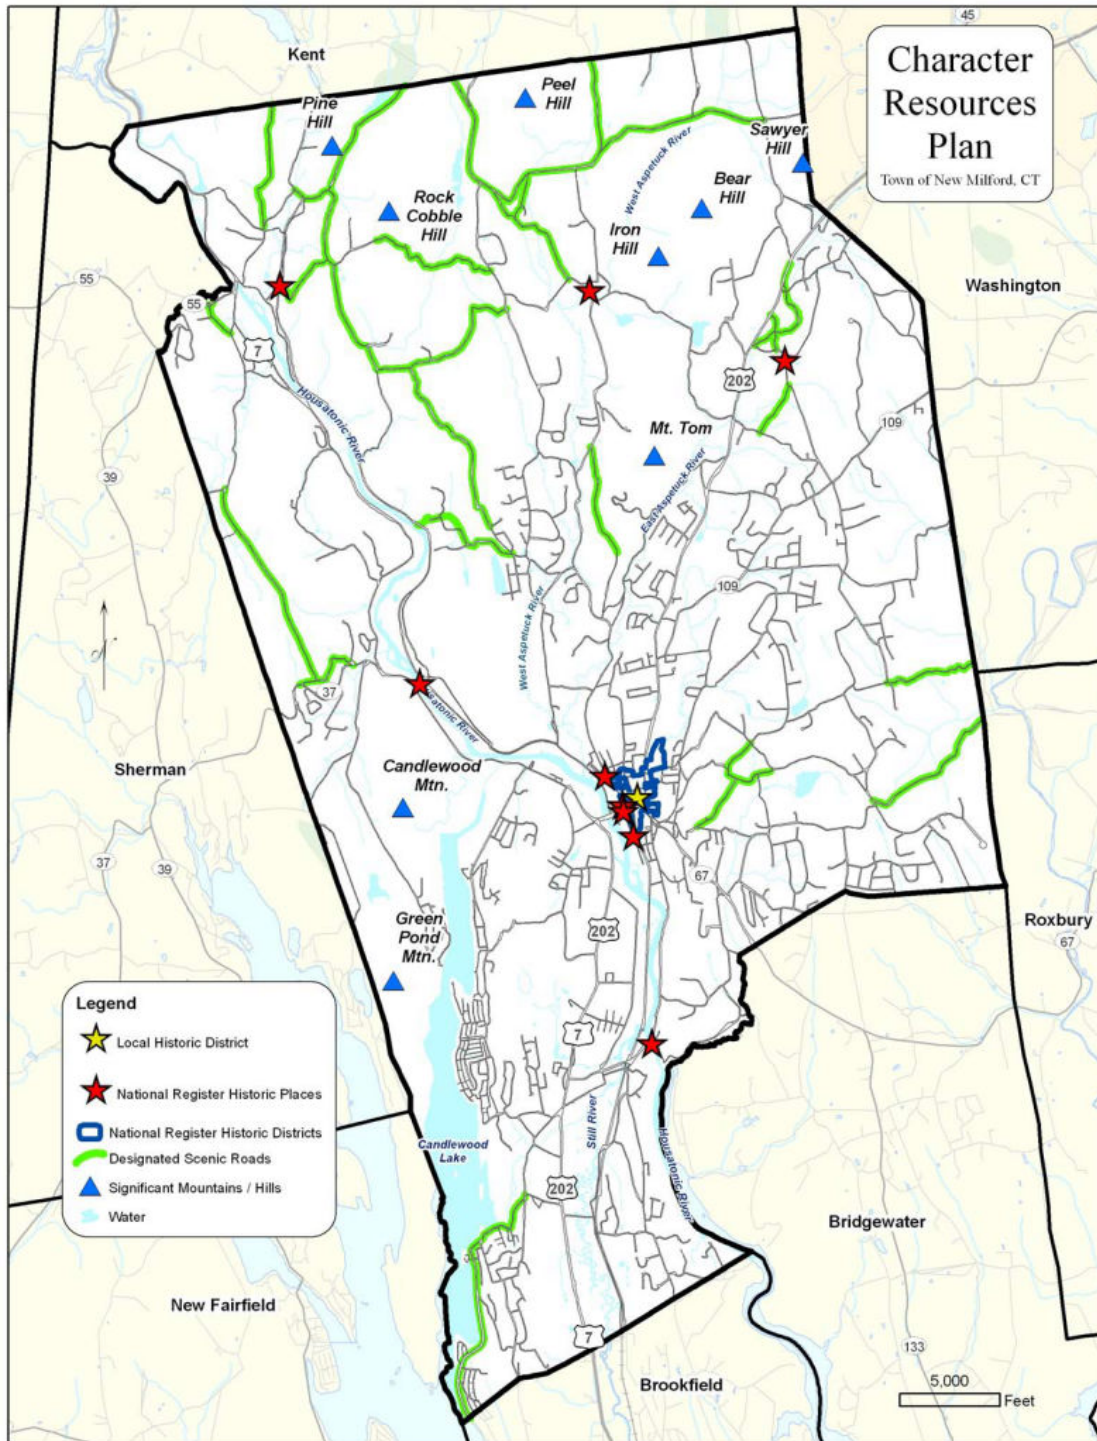 Character
Resources
Plan
Town of New Milford, CT
45
Kent
Peel
Hill
Pine
Hill
Sawyer
Hill
West Aspetuck River
Bear
Hill
Rock
Cobble
Hill
Iron
Hill
Washington
55
55
7
202
Housatonic River
109
Mt. Tom
39
East Aspetuck River
109
West Aspetuck River
37
usatonic River
Sherman
Candlewood
Mtn.
37
39
67
Roxbury
67
Green
Pond
Mtn.
202
7
Legend
Local Historic District
National Register Historic Places
National Register Historic Districts
Designated Scenic Roads
Significant Mountains / Hills
Water
Still River
Candlewood
Lake
Housatonic River
202
Bridgewater
New Fairfield
7
133
Brookfield
5,000
Feet